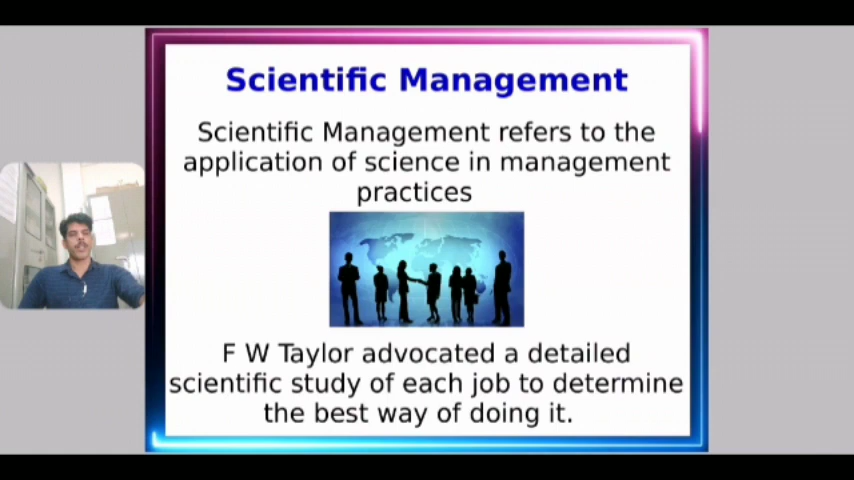 Scientific Management
Scientific Management refers to the
application of science in management
practices
F W Taylor advocated a detailed
scientific study of each job to determine
the best way of doing it.